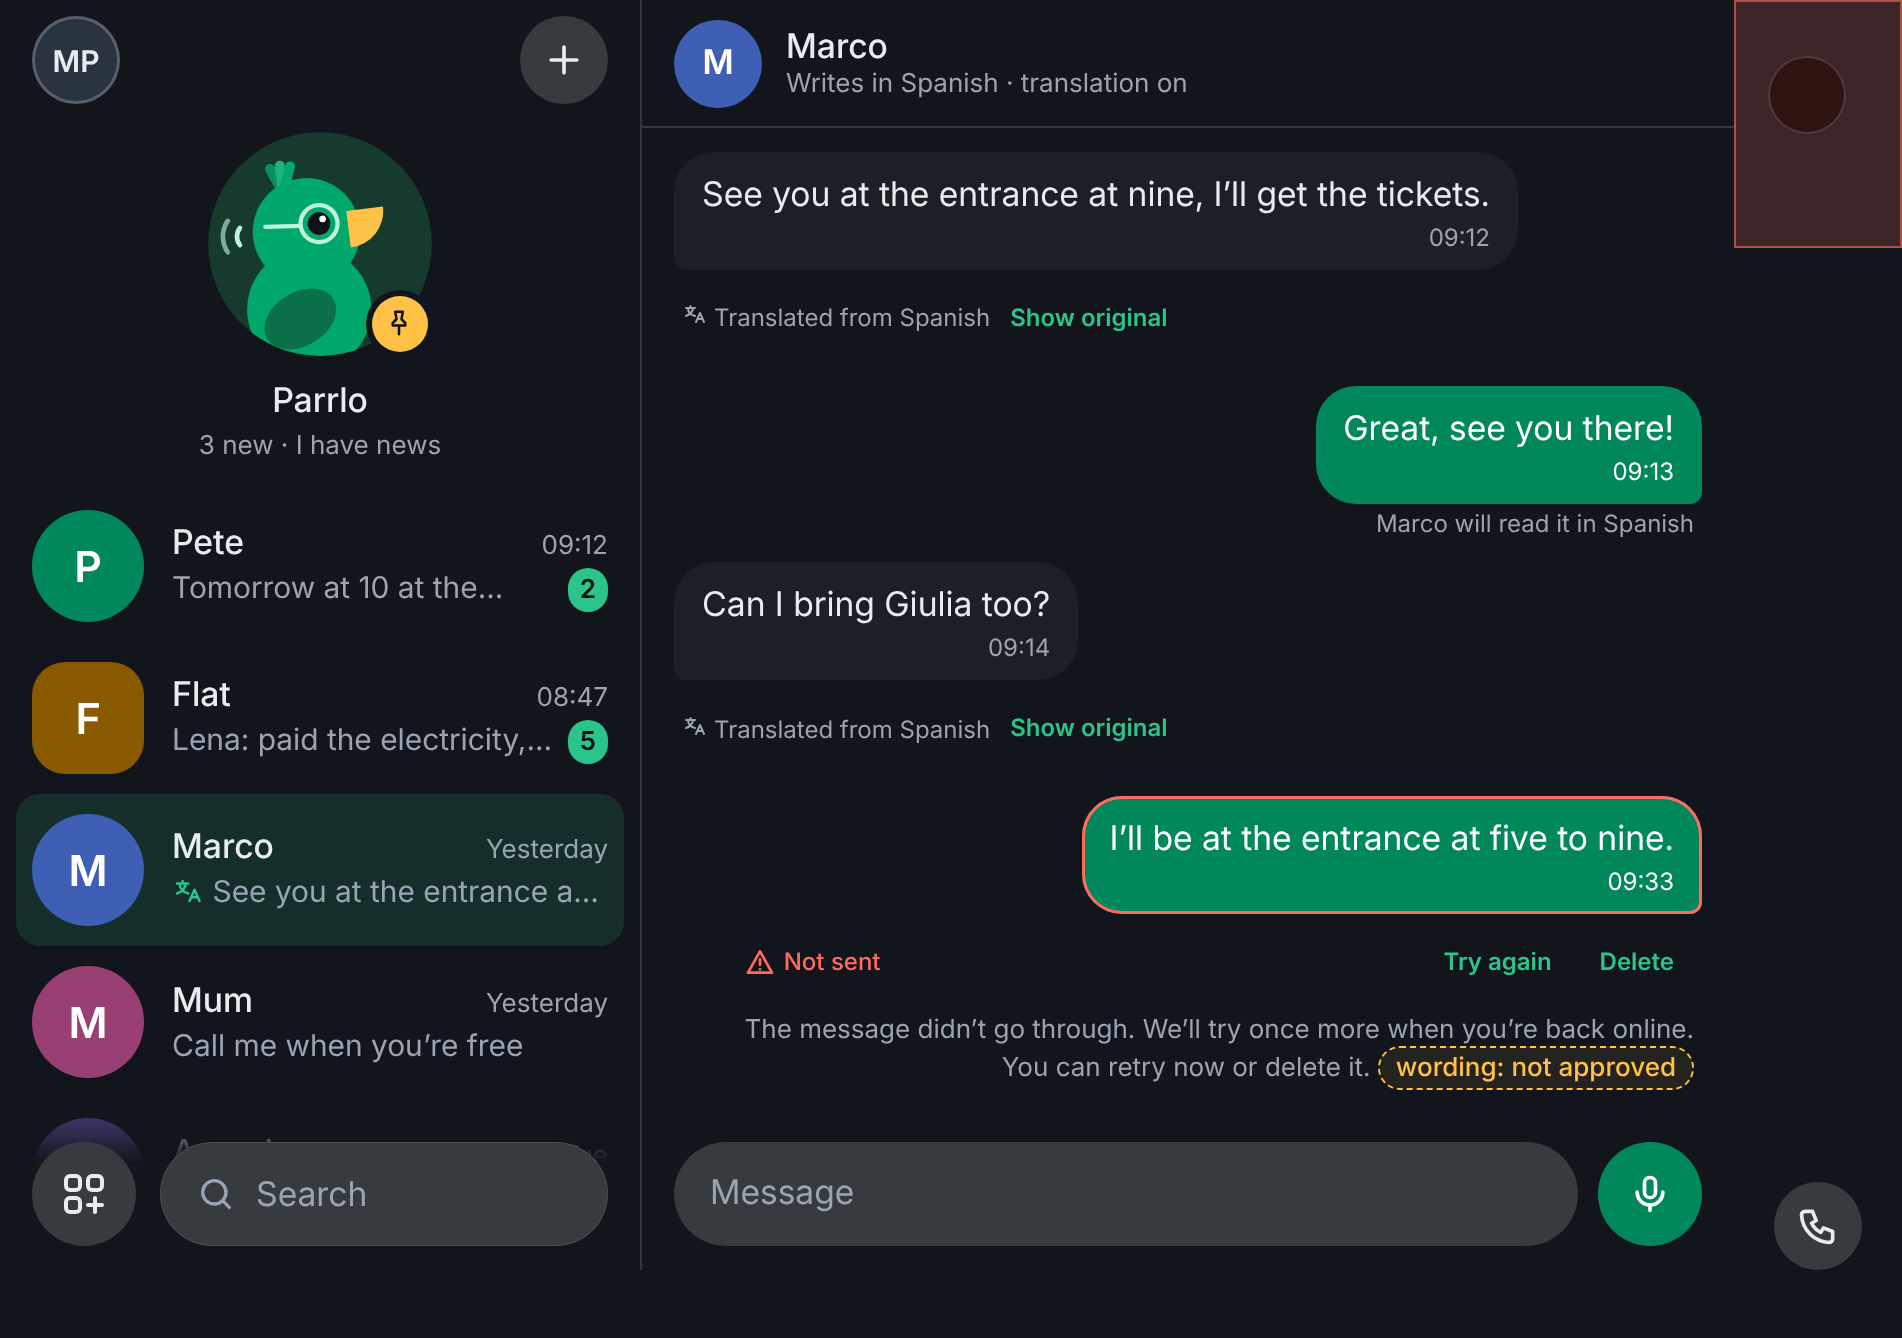 MP
Parrlo
3 new · I have news
P
Pete
09:12
Tomorrow at 10 at the...
2
F
Flat
08:47
Lena: paid the electricity,...
5
M
Marco
Yesterday
See you at the entrance a...
M
Mum
Yesterday
Call me when you’re free
Search
M
Marco
Writes in Spanish · translation on
See you at the entrance at nine, I’ll get the tickets.
09:12
Translated from Spanish Show original
Great, see you there!
09:13
Marco will read it in Spanish
Can I bring Giulia too?
09:14
Translated from Spanish Show original
I’ll be at the entrance at five to nine.
09:33
Not sent Try again Delete
The message didn’t go through. We’ll try once more when you’re back online.
You can retry now or delete it. wording: not approved
Message